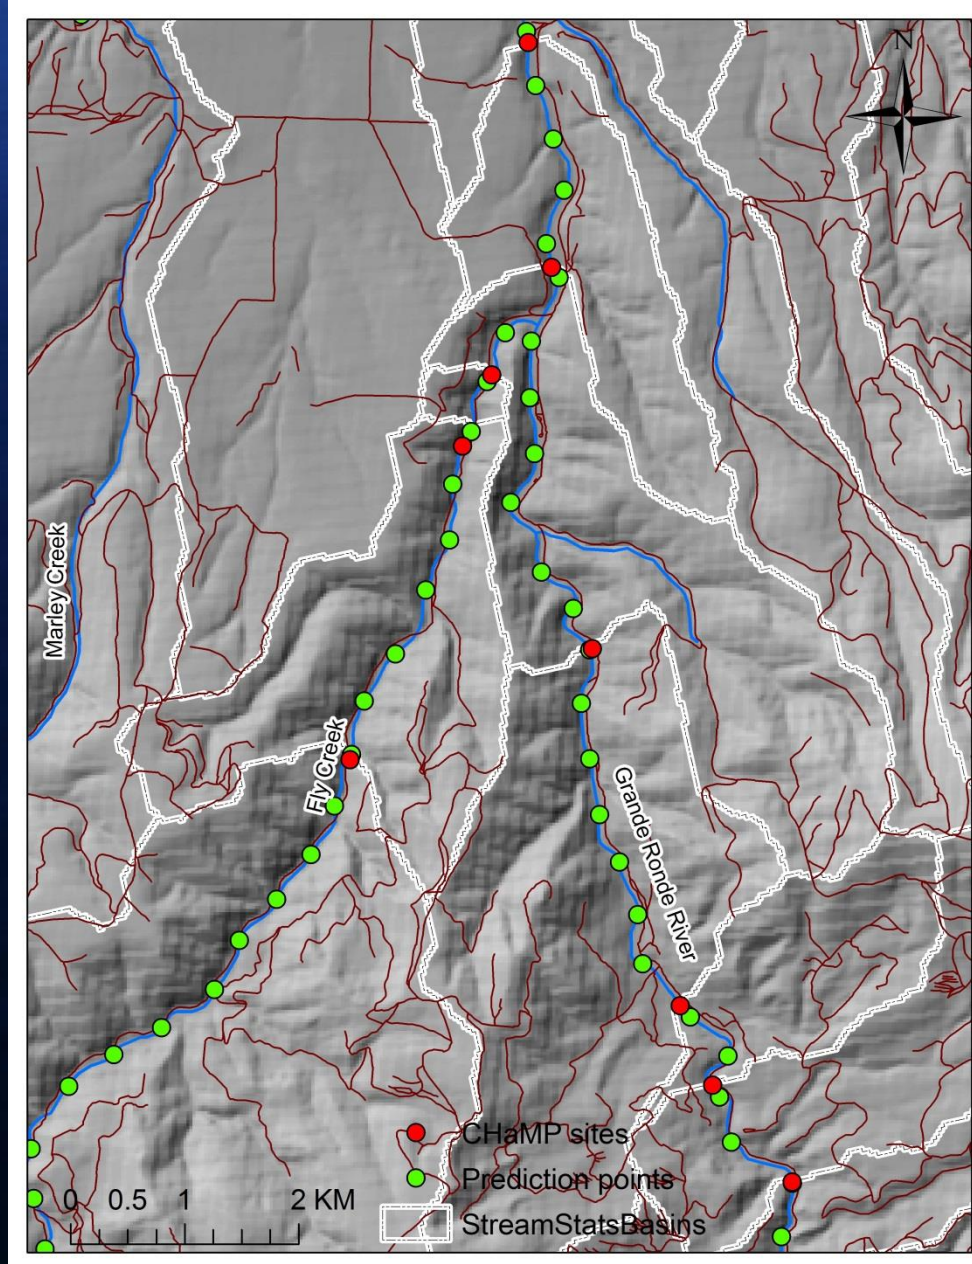 N
Marley Creek
Fly Creek
Grande Ronde River
CHaMP sites
Prediction points
StreamStatsBasins
0 0.5 1 2 KM